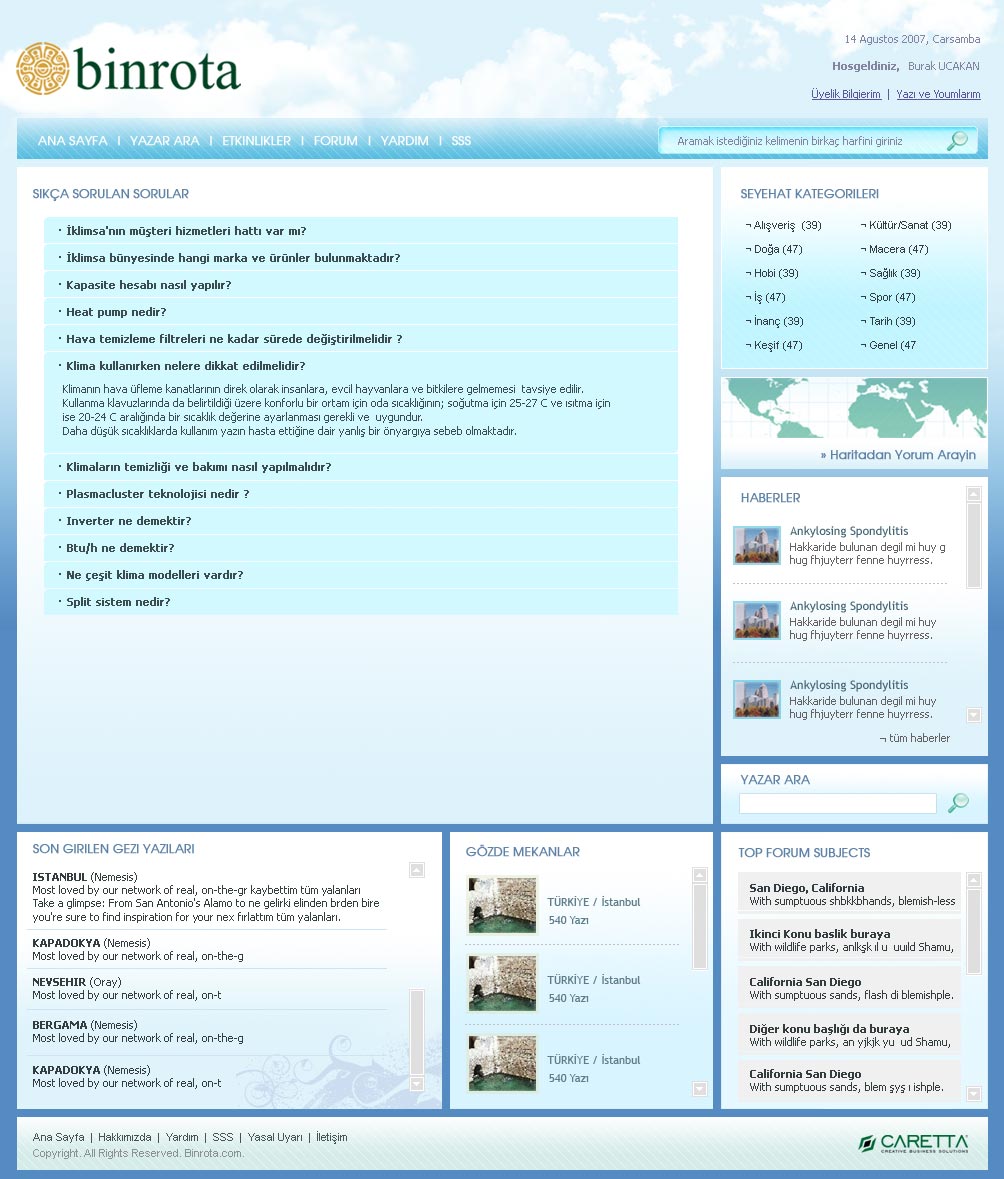 binrota
14 Agustos 2007, Carsamba
Hosgeldiniz, Burak UCAKAN
Üyelik Bilgierim | Yazı ve Youmlarım
ANA SAYFA | YAZAR ARA | ETKINLIKLER | FORUM | YARDIM | SSS
Aramak istediğiniz kelimenin birkaç harfini giriniz
SIKÇA SORULAN SORULAR
· İklimsa'nın müşteri hizmetleri hattı var mı?
· İklimsa bünyesinde hangi marka ve ürünler bulunmaktadır?
· Kapasite hesabı nasıl yapılır?
· Heat pump nedir?
· Hava temizleme filtreleri ne kadar sürede değiştirilmelidir ?
· Klima kullanırken nelere dikkat edilmelidir?
Klimanın hava üfleme kanatlarının direk olarak insanlara, evcil hayvanlara ve bitkilere gelmemesi tavsiye edilir.
Kullanma klavuzlarında da belirtildiği üzere konforlu bir ortam için oda sıcaklığının; soğutma için 25-27 C ve ısıtma için
ise 20-24 C aralığında bir sıcaklık değerine ayarlanması gerekli ve uygundur.
Daha düşük sıcaklıklarda kullanım yazın hasta ettiğine dair yanlış bir önyargıya sebeb olmaktadır.
· Klimaların temizliği ve bakımı nasıl yapılmalıdır?
· Plasmacluster teknolojisi nedir ?
· Inverter ne demektir?
· Btu/h ne demektir?
· Ne çeşit klima modelleri vardır?
· Split sistem nedir?
SEYEHAT KATEGORILERI
¬ Alışveriş (39)
¬ Kültür/Sanat (39)
¬ Doğa (47)
¬ Macera (47)
¬ Hobi (39)
¬ Sağlık (39)
¬ İş (47)
¬ Spor (47)
¬ İnanç (39)
¬ Tarih (39)
¬ Keşif (47)
¬ Genel (47
» Haritadan Yorum Arayin
HABERLER
Ankylosing Spondylitis
Hakkaride bulunan degil mi huy g
hug fhjuyterr fenne huyrress.
Ankylosing Spondylitis
Hakkaride bulunan degil mi huy
hug fhjuyterr fenne huyrress.
Ankylosing Spondylitis
Hakkaride bulunan degil mi huy
hug fhjuyterr fenne huyrress.
¬ tüm haberler
YAZAR ARA
SON GIRILEN GEZI YAZILARI
ISTANBUL (Nemesis)
Most loved by our network of real, on-the-gr kaybettim tüm yalanları
Take a glimpse: From San Antonio's Alamo to ne gelirki elinden brden bire
you're sure to find inspiration for your nex fırlattım tüm yalanları.
KAPADOKYA (Nemesis)
Most loved by our network of real, on-the-g
NEVSEHIR (Oray)
Most loved by our network of real, on-t
BERGAMA (Nemesis)
Most loved by our network of real, on-the-g
KAPADOKYA (Nemesis)
Most loved by our network of real, on-t
GÖZDE MEKANLAR
TÜRKİYE / İstanbul
540 Yazı
TÜRKİYE / İstanbul
540 Yazı
TÜRKİYE / İstanbul
540 Yazı
TOP FORUM SUBJECTS
San Diego, California
With sumptuous shbkkbhands, blemish-less
Ikinci Konu baslik buraya
With wildlife parks, anlkşk ıl u uuıld Shamu,
California San Diego
With sumptuous sands, flash di blemishple.
Diğer konu başlığı da buraya
With wildlife parks, an yjkjk yu ud Shamu,
California San Diego
With sumptuous sands, blem şyş ı ishple.
Ana Sayfa | Hakkımızda | Yardım | SSS | Yasal Uyarı | İletişim
Copyright. All Rights Reserved. Binrota.com.
CARETTA
CREATIVE BUSINESS SOLUTIONS